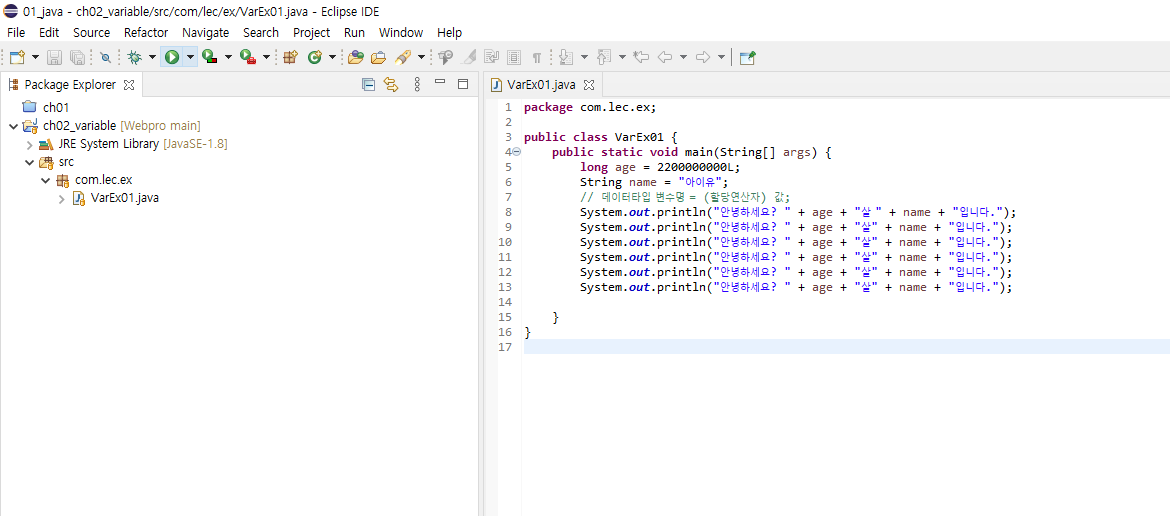 01_java - ch02_variable/src/com/lec/ex/VarEx01.java - Eclipse IDE
File Edit Source Refactor Navigate Search Project Run Window Help
Package Explorer
ch01
ch02_variable [Webpro main]
JRE System Library [JavaSE-1.8]
src
com.lec.ex
VarEx01.java
VarEx01.java
1 package com.lec.ex;
2
3 public class VarEx01 {
4 public static void main(String[] args) {
5 long age = 2200000000L;
6 String name = "아이유";
7 // 데이터타입 변수명 = (할당연산자) 값;
8 System.out.println("안녕하세요? " + age + "살 " + name + "입니다.");
9 System.out.println("안녕하세요? " + age + "살" + name + "입니다.");
10 System.out.println("안녕하세요? " + age + "살" + name + "입니다.");
11 System.out.println("안녕하세요? " + age + "살" + name + "입니다.");
12 System.out.println("안녕하세요? " + age + "살" + name + "입니다.");
13 System.out.println("안녕하세요? " + age + "살" + name + "입니다.");
14
15 }
16 }
17